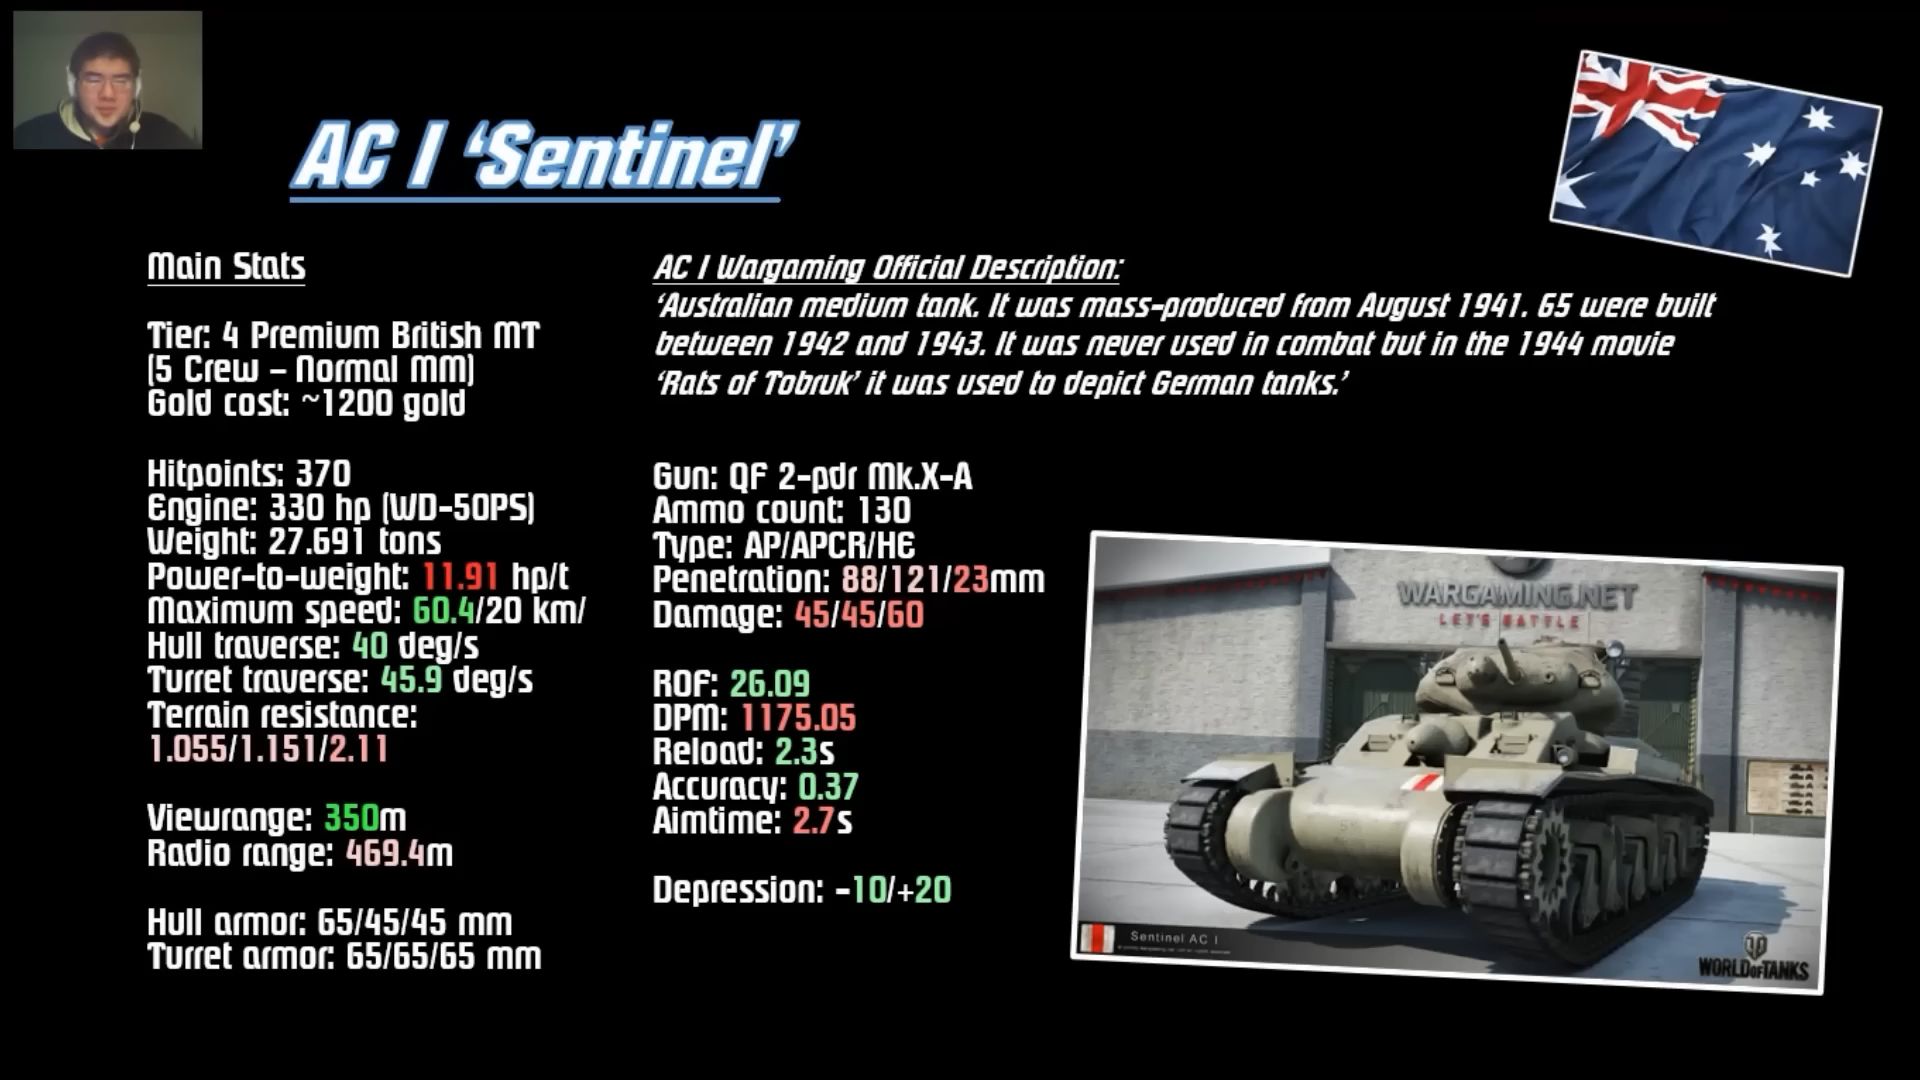 AC I ‘Sentinel’
Main Stats
Tier: 4 Premium British MT
(5 Crew – Normal MM)
Gold cost: ~1200 gold
Hitpoints: 370
Engine: 330 hp (WD-50PS)
Weight: 27.691 tons
Power-to-weight: 11.91 hp/t
Maximum speed: 60.4/20 km/
Hull traverse: 40 deg/s
Turret traverse: 45.9 deg/s
Terrain resistance:
1.055/1.151/2.11
Viewrange: 350m
Radio range: 469.4m
Hull armor: 65/45/45 mm
Turret armor: 65/65/65 mm
AC I Wargaming Official Description:
‘Australian medium tank. It was mass-produced from August 1941. 65 were built
between 1942 and 1943. It was never used in combat but in the 1944 movie
‘Rats of Tobruk’ it was used to depict German tanks.’
Gun: QF 2-pdr Mk.X-A
Ammo count: 130
Type: AP/APCR/HE
Penetration: 88/121/23mm
Damage: 45/45/60
ROF: 26.09
DPM: 1175.05
Reload: 2.3s
Accuracy: 0.37
Aimtime: 2.7s
Depression: -10/+20
WARGAMING.NET
LET'S BATTLE
Sentinel AC I
WORLD OF TANKS